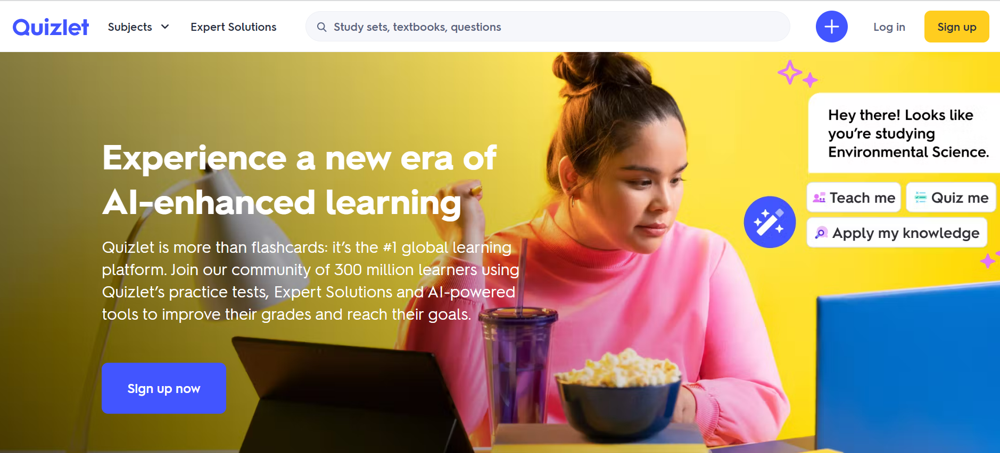 Quizlet
Subjects
Expert Solutions
Study sets, textbooks, questions
Log in
Sign up
Experience a new era of
AI-enhanced learning
Quizlet is more than flashcards: it’s the #1 global learning
platform. Join our community of 300 million learners using
Quizlet’s practice tests, Expert Solutions and AI-powered
tools to improve their grades and reach their goals.
Sign up now
Hey there! Looks like
you’re studying
Environmental Science.
Teach me
Quiz me
Apply my knowledge